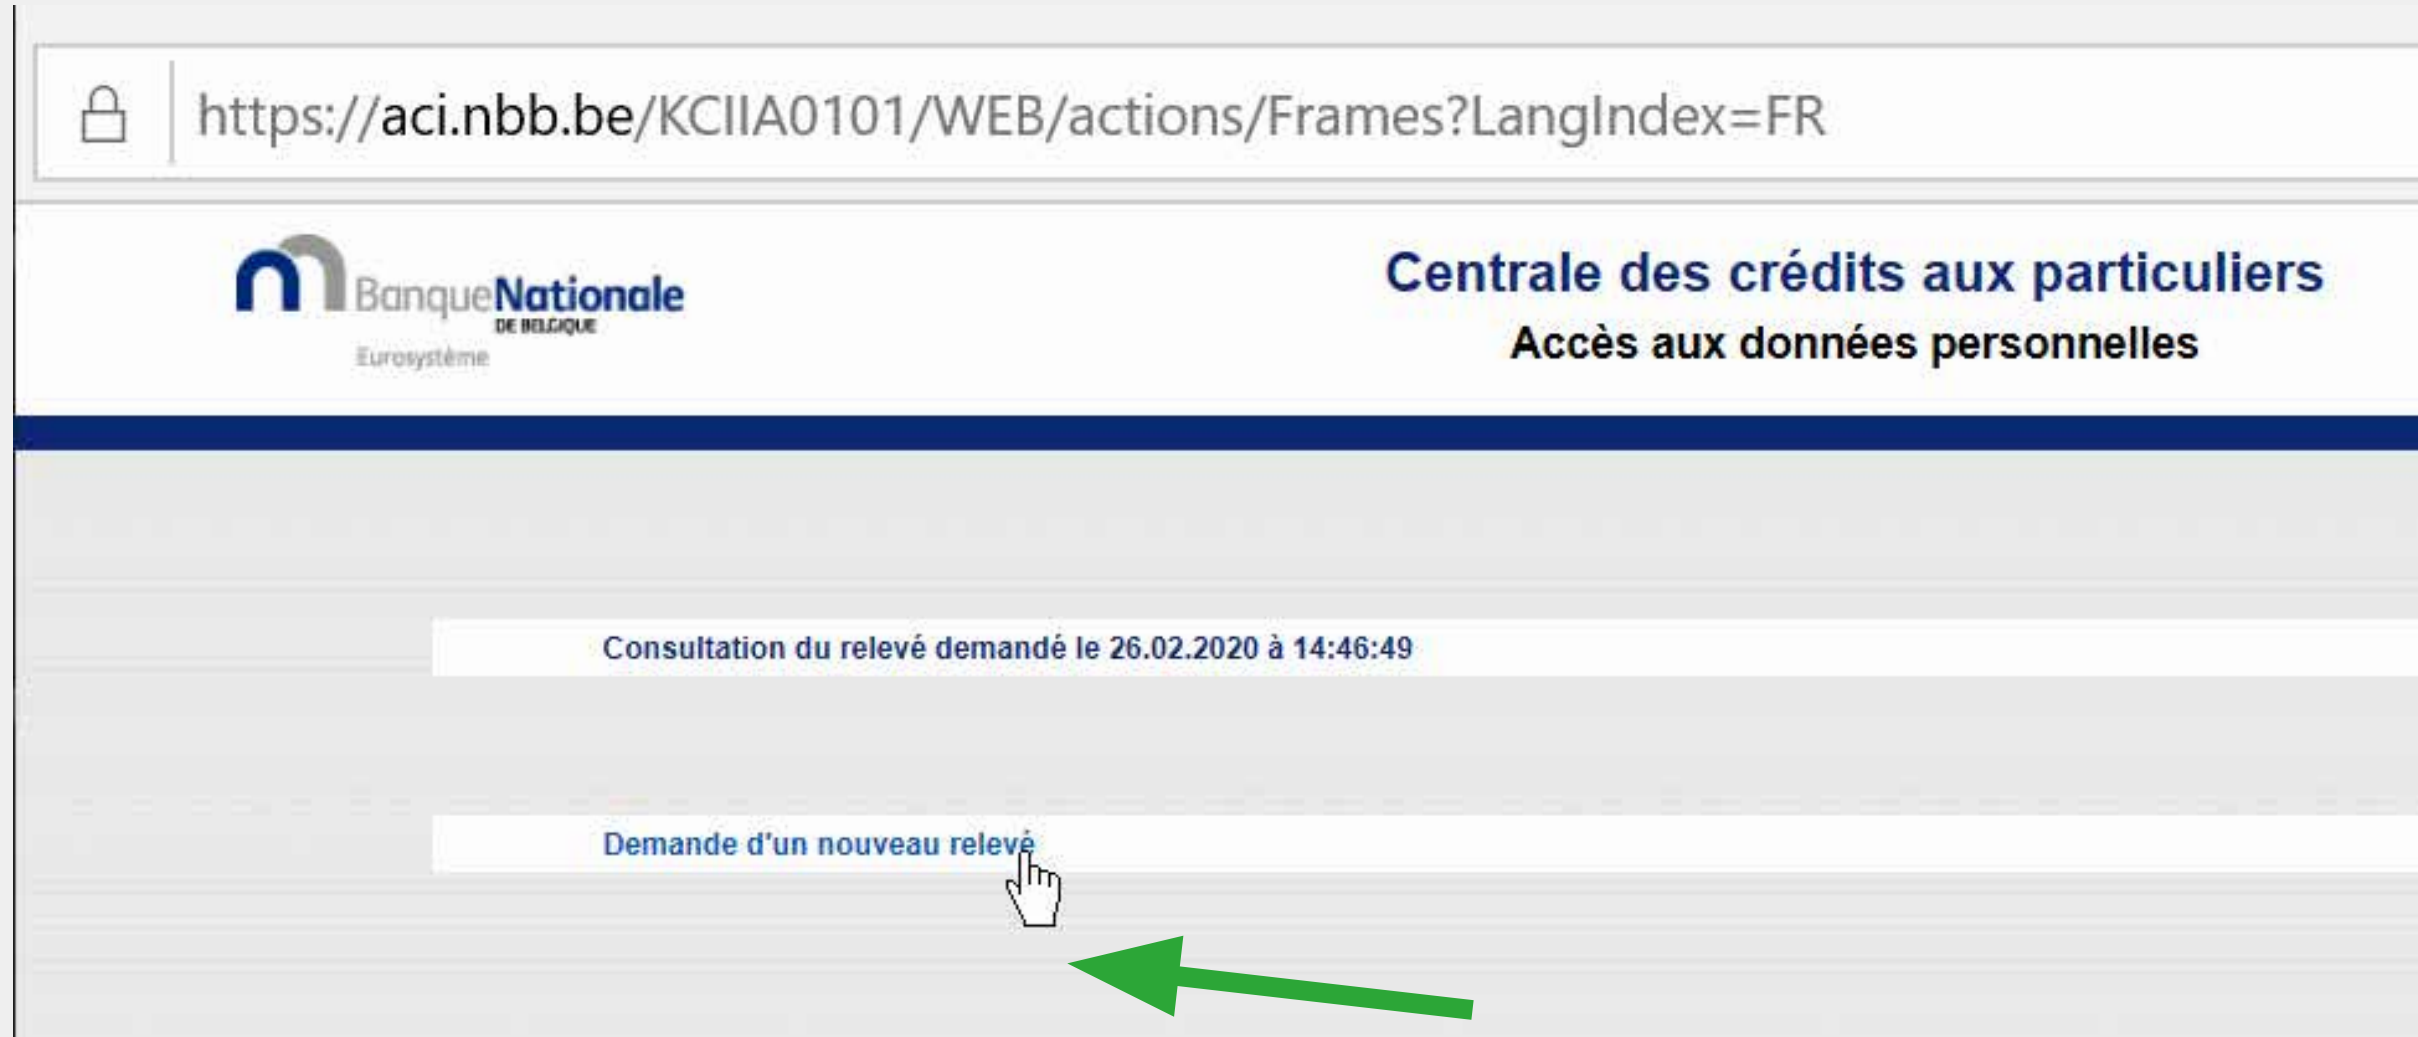 https://aci.nbb.be/KCIIA0101/WEB/actions/Frames?LangIndex=FR
BanqueNationale
DE BELGIQUE
Eurosystème
Centrale des crédits aux particuliers
Accès aux données personnelles
Consultation du relevé demandé le 26.02.2020 à 14:46:49
Demande d'un nouveau relevé